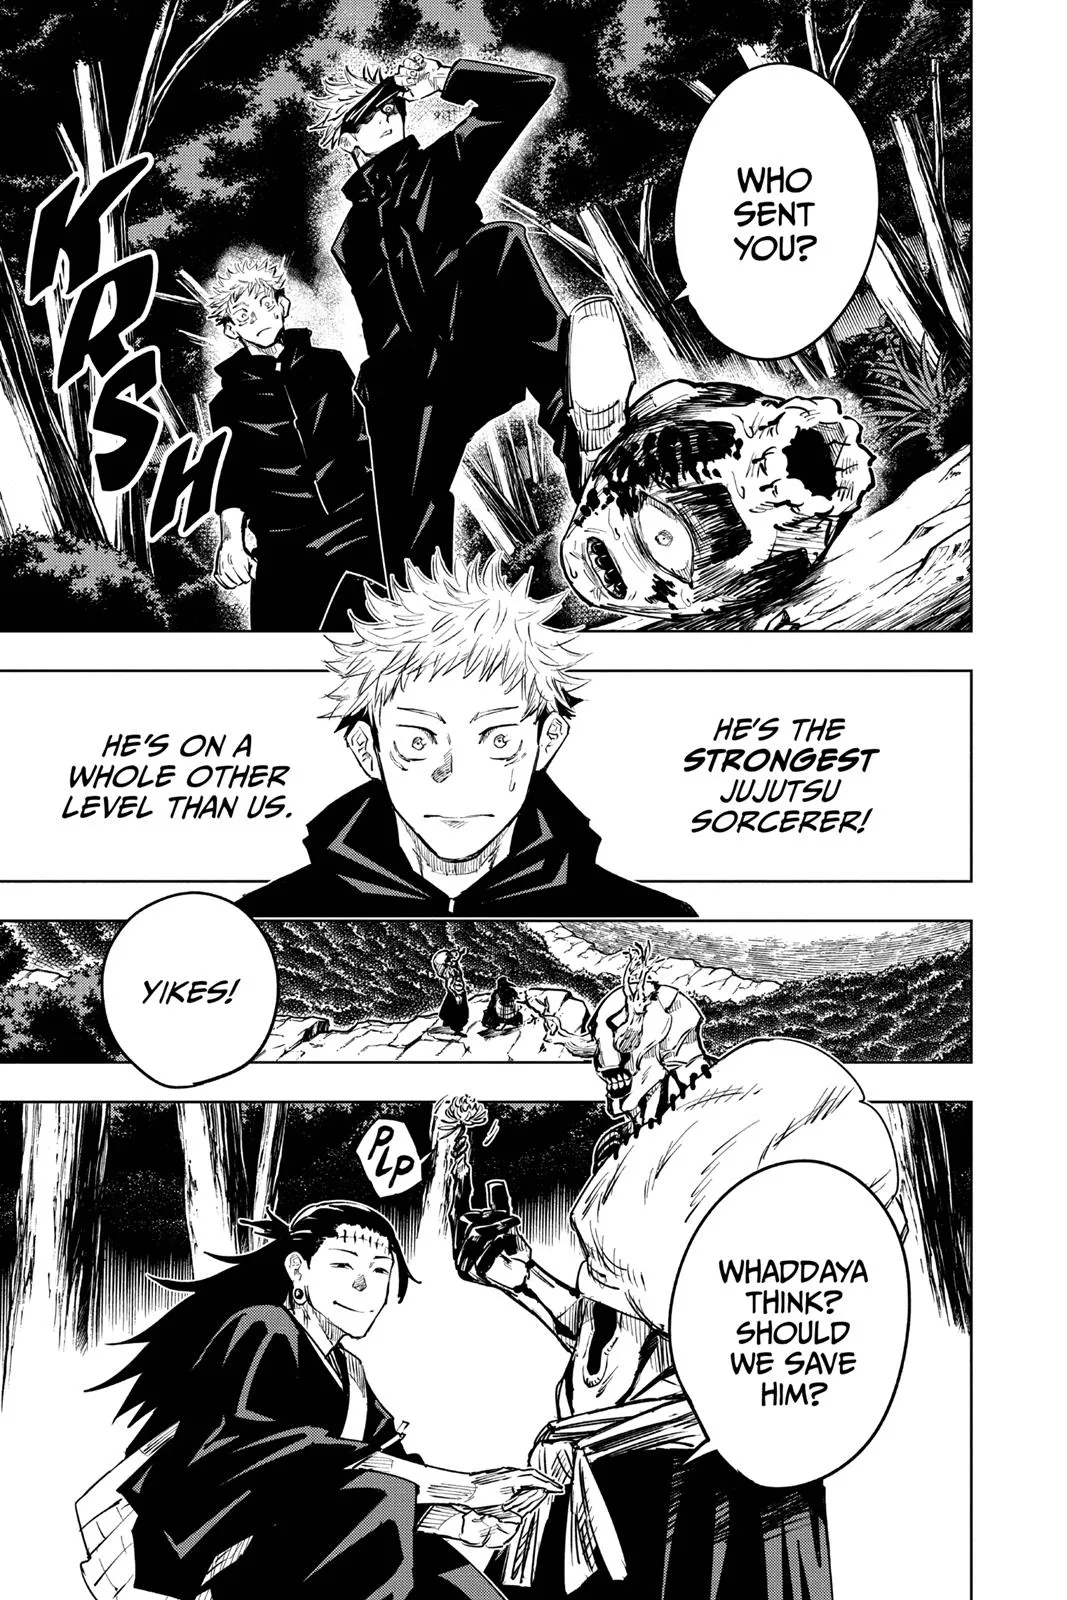 WHO
SENT
YOU?
KRSH
HE'S THE
STRONGEST
JUJUTSU
SORCERER!
HE'S ON A
WHOLE OTHER
LEVEL THAN US.
YIKES!
PLP
WHADDAYA
THINK?
SHOULD
WE SAVE
HIM?